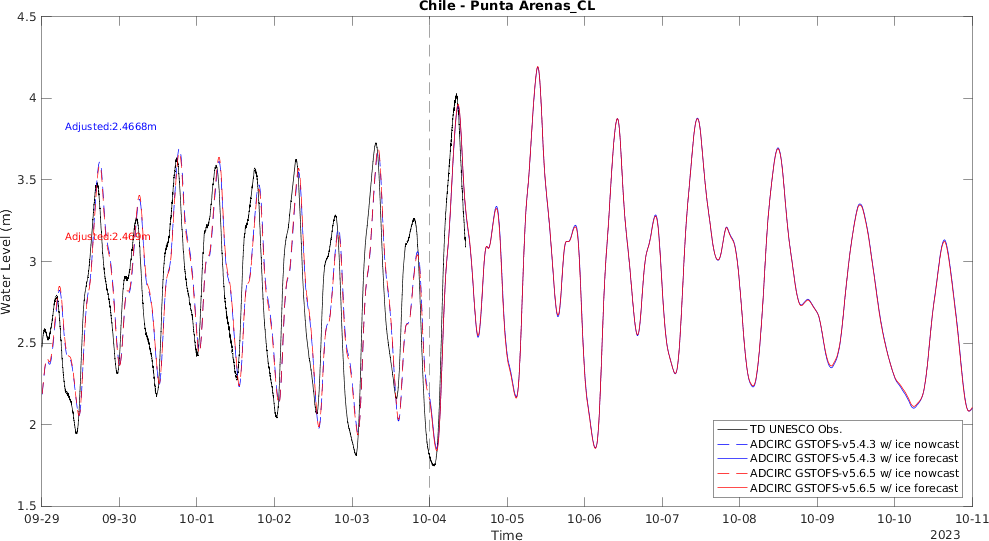 Chile - Punta Arenas_CL
4.5
4
3.5
3
2.5
2
1.5
Water Level (m)
Adjusted:2.4668m
Adjusted:2.469m
TD UNESCO Obs.
ADCIRC GSTOFS-v5.4.3 w/ ice nowcast
ADCIRC GSTOFS-v5.4.3 w/ ice forecast
ADCIRC GSTOFS-v5.6.5 w/ ice nowcast
ADCIRC GSTOFS-v5.6.5 w/ ice forecast
09-29 09-30 10-01 10-02 10-03 10-04 10-05 10-06 10-07 10-08 10-09 10-10 10-11
Time
2023